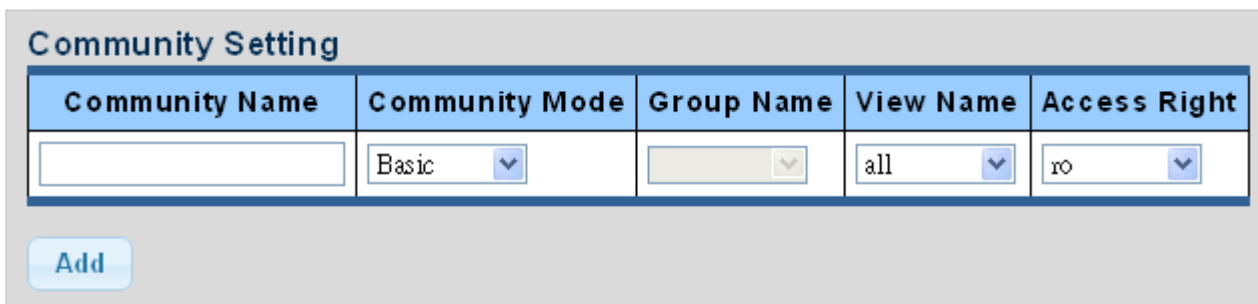 Community Setting
Community Name Community Mode Group Name View Name Access Right
Basic all ro
Add